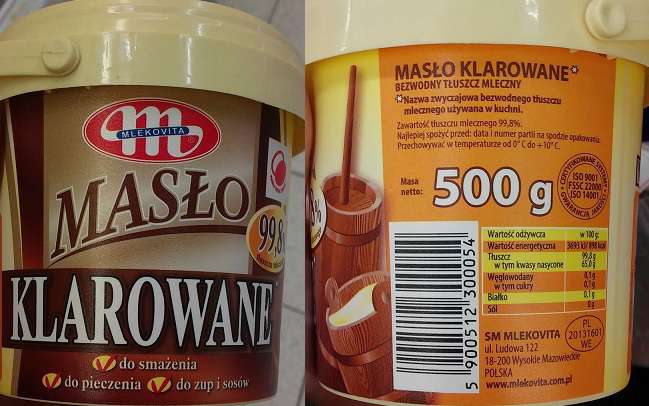 MLEKOVITA
MASŁO
99,8%
KLAROWANE
do smażenia
do pieczenia do zup i sosów
MASŁO KLAROWANE*
BEZWODNY TŁUSZCZ MLECZNY
*Nazwa zwyczajowa bezwodnego tłuszczu
mlecznego używana w kuchni.
Zawartość tłuszczu mlecznego 99,8%.
Najlepiej spożyć przed: data i numer partii na spodzie opakowania.
Przechowywać w temperaturze od 0° C do +10° C.
Masa
netto:
500 g
CERTYFIKOWANE SYSTEMY
ISO 9001
FSSC 22000
ISO 14001
GWARANCJA JAKOŚCI
Wartość odżywcza w 100 g:
Wartość energetyczna 3693 kJ/ 898 kcal
Tłuszcz 99,8 g
w tym kwasy nasycone 65,0 g
Węglowodany 0,1 g
w tym cukry 0,1 g
Białko 0,1 g
Sól 0 g
5 900512 300054
SM MLEKOVITA
ul. Ludowa 122
18-200 Wysokie Mazowieckie
POLSKA
www.mlekovita.com.pl
PL
20131601
WE